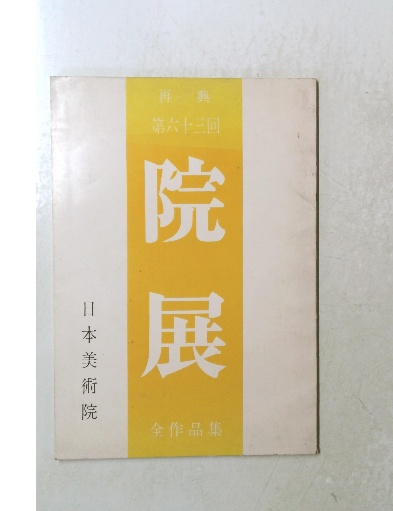 再興
第六十三回
院展
全作品集
日本美術院